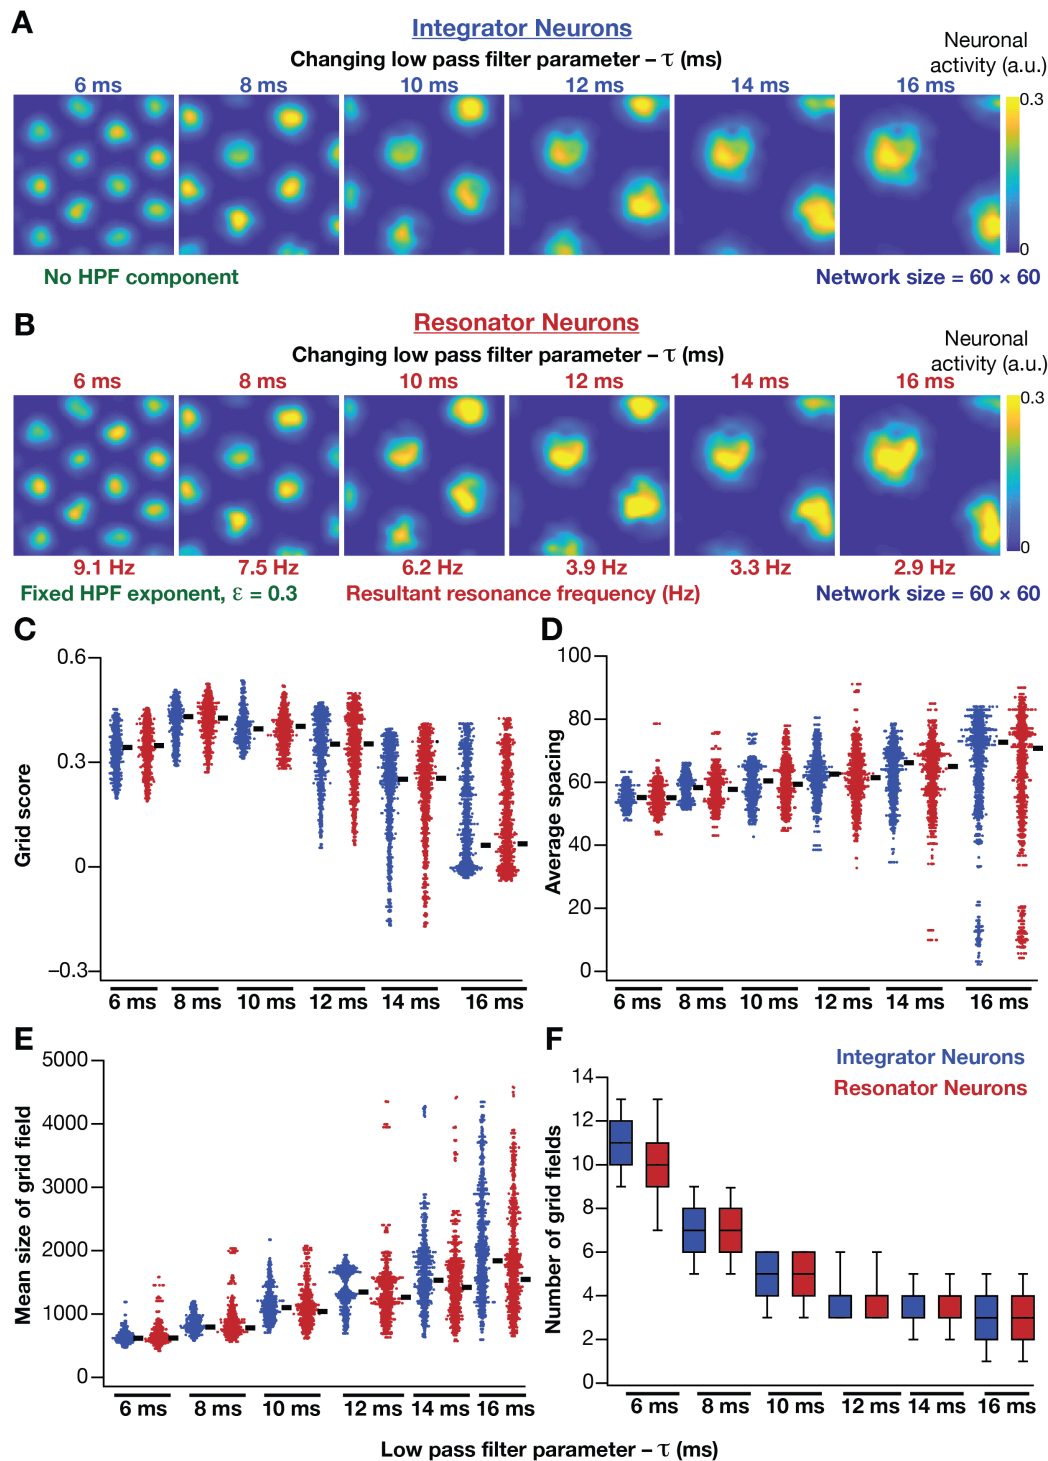 A
Integrator Neurons
Changing low pass filter parameter – τ (ms)
Neuronal
activity (a.u.)
6 ms 8 ms 10 ms 12 ms 14 ms 16 ms
0.3
0
No HPF component
Network size = 60 × 60
B
Resonator Neurons
Changing low pass filter parameter – τ (ms)
Neuronal
activity (a.u.)
6 ms 8 ms 10 ms 12 ms 14 ms 16 ms
0.3
0
9.1 Hz 7.5 Hz 6.2 Hz 3.9 Hz 3.3 Hz 2.9 Hz
Fixed HPF exponent, ε = 0.3
Resultant resonance frequency (Hz)
Network size = 60 × 60
C
Grid score
0.6
0.3
0
–0.3
6 ms 8 ms 10 ms 12 ms 14 ms 16 ms
D
Average spacing
100
80
60
40
20
0
6 ms 8 ms 10 ms 12 ms 14 ms 16 ms
E
Mean size of grid field
5000
4000
3000
2000
1000
0
6 ms 8 ms 10 ms 12 ms 14 ms 16 ms
F
Integrator Neurons
Resonator Neurons
Number of grid fields
14
12
10
8
6
4
2
0
6 ms 8 ms 10 ms 12 ms 14 ms 16 ms
Low pass filter parameter – τ (ms)